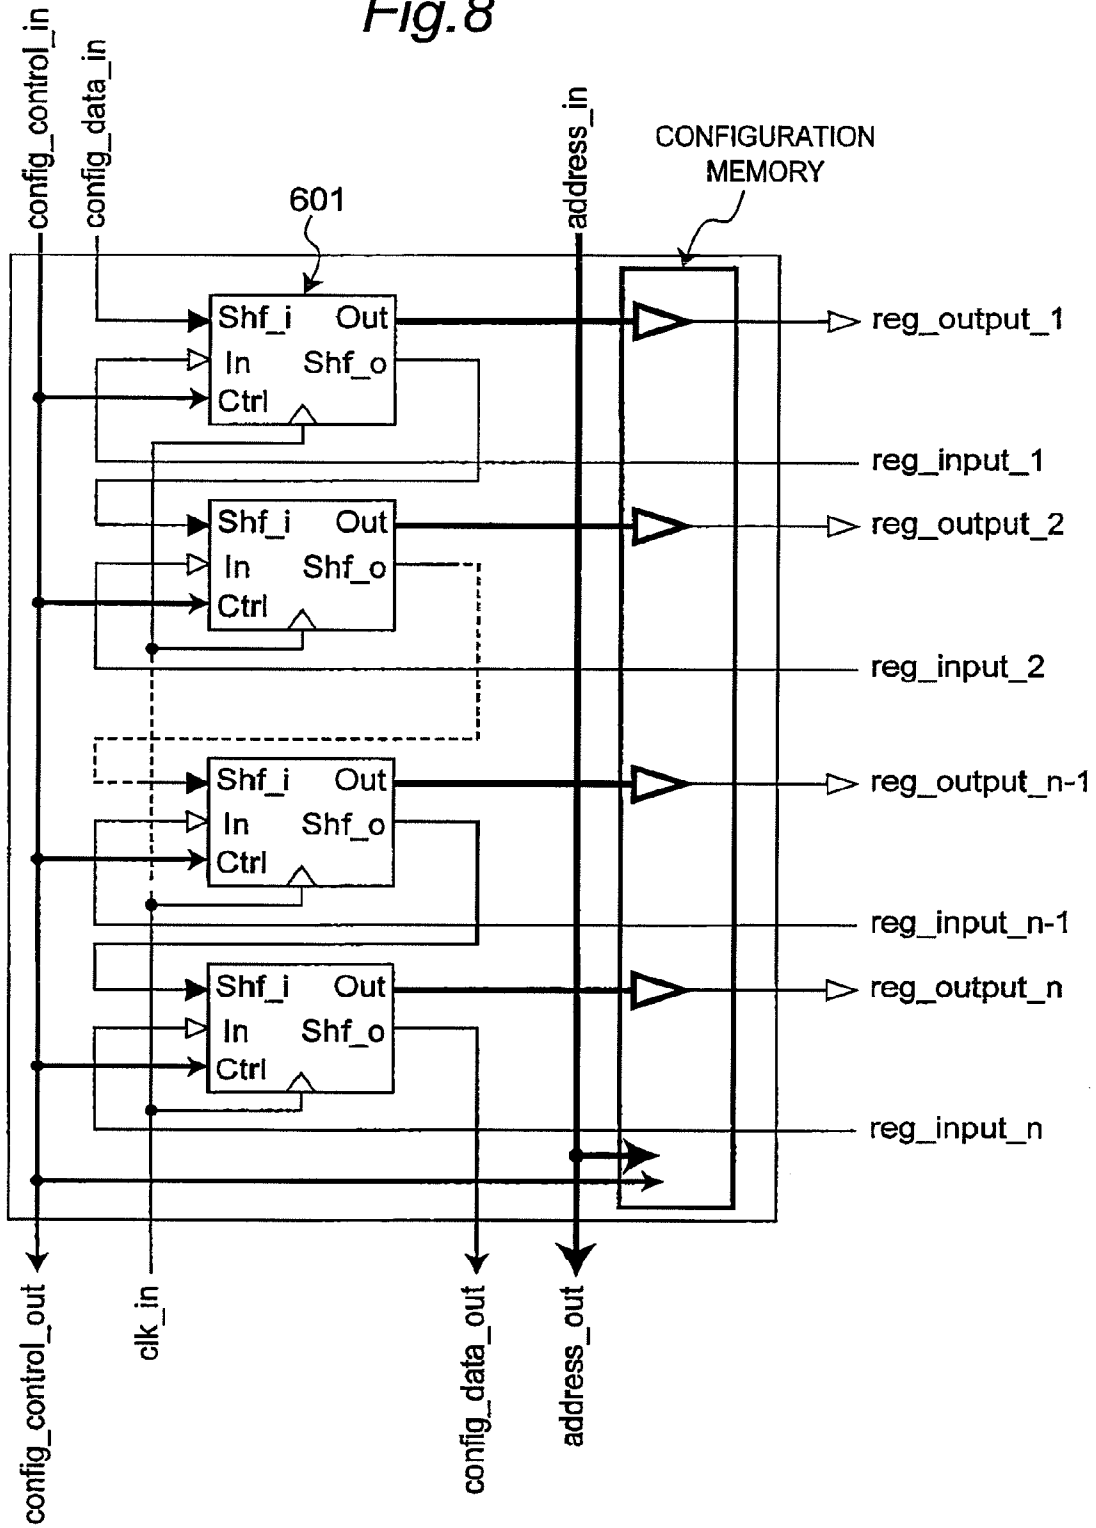 Fig.8
config_control_in
config_data_in
address_in
CONFIGURATION
MEMORY
601
Shf_i Out
In Shf_o
Ctrl
reg_output_1
reg_input_1
Shf_i Out
In Shf_o
Ctrl
reg_output_2
reg_input_2
Shf_i Out
In Shf_o
Ctrl
reg_output_n-1
reg_input_n-1
Shf_i Out
In Shf_o
Ctrl
reg_output_n
reg_input_n
config_control_out
clk_in
config_data_out
address_out